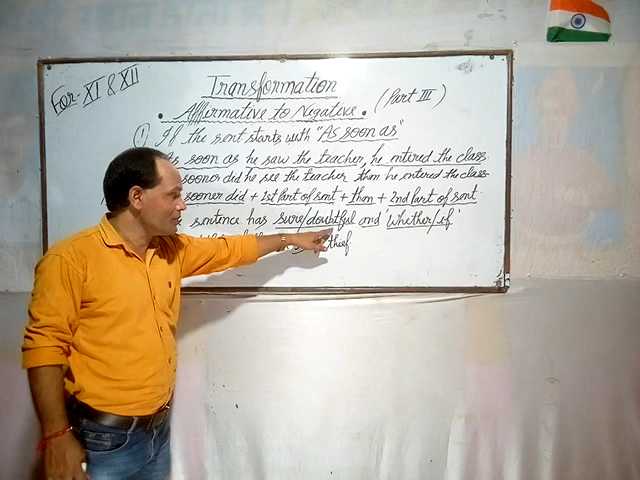 For XI & XII
Transformation
• Affirmative to Negative • (Part III)
① If the sent starts with "As soon as"
As soon as he saw the teacher, he entered the class.
sooner did he see the teacher than he entered the class.
sooner did + 1st part of sent + than + 2nd part of sent.
sentence has sure/doubtful and 'Whether/if'
thief